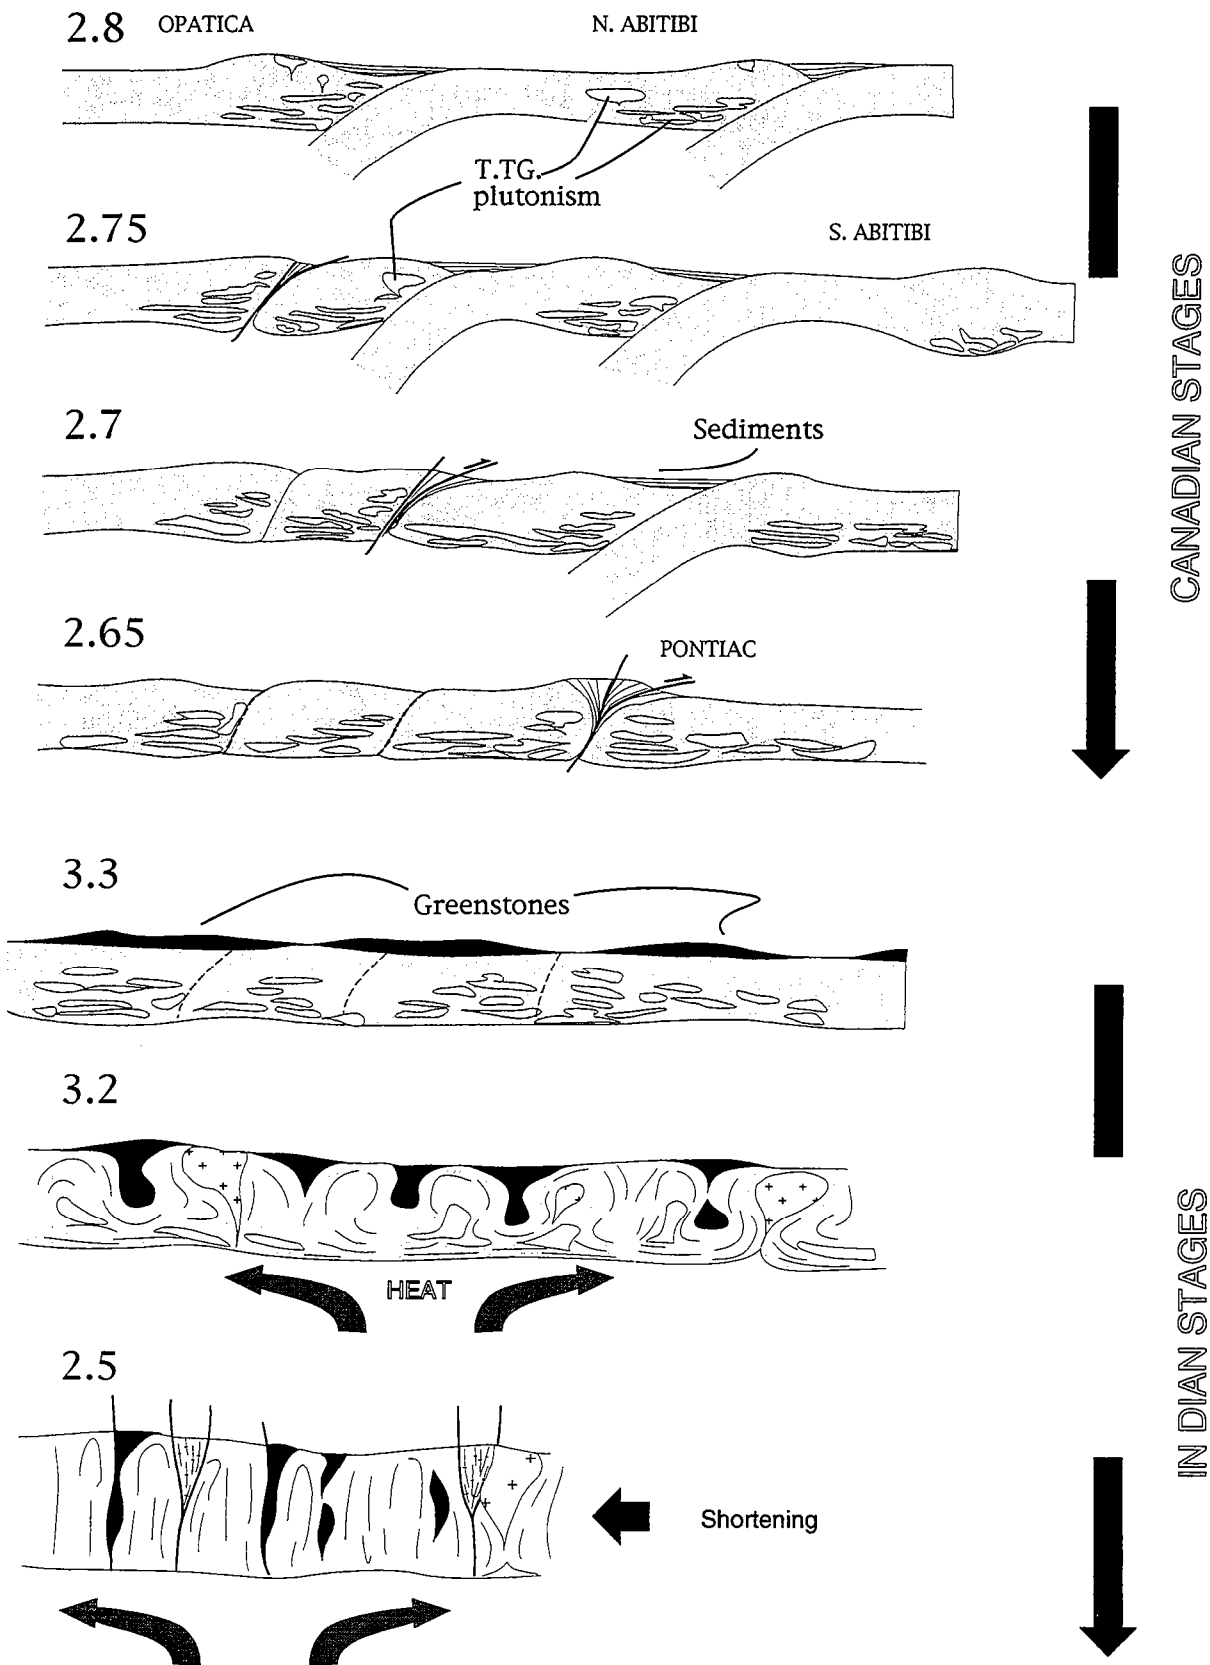 2.8
OPATICA
N. ABITIBI
T.TG.
plutonism
2.75
S. ABITIBI
2.7
Sediments
2.65
PONTIAC
CANADIAN STAGES
3.3
Greenstones
3.2
HEAT
2.5
Shortening
IN DIAN STAGES